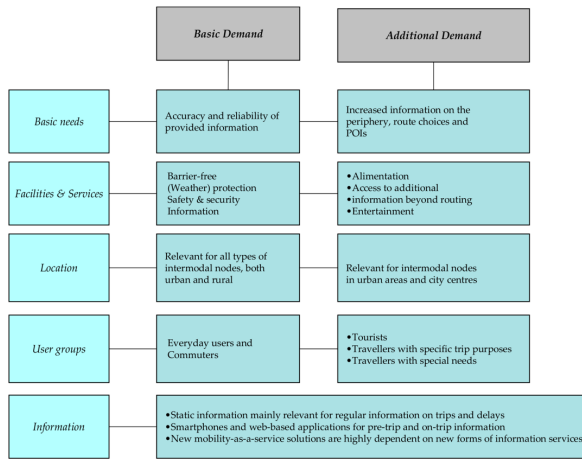 Basic Demand
Additional Demand
Basic needs
Accuracy and reliability of
provided information
Increased information on the
periphery, route choices and
POIs
Facilities & Services
Barrier-free
(Weather) protection
Safety & security
Information
•Alimentation
•Access to additional
•information beyond routing
•Entertainment
Location
Relevant for all types of
intermodal nodes, both
urban and rural
Relevant for intermodal nodes
in urban areas and city centres
User groups
Everyday users and
Commuters
•Tourists
•Travellers with specific trip purposes
•Travellers with special needs
Information
•Static information mainly relevant for regular information on trips and delays
•Smartphones and web-based applications for pre-trip and on-trip information
•New mobility-as-a-service solutions are highly dependent on new forms of information services